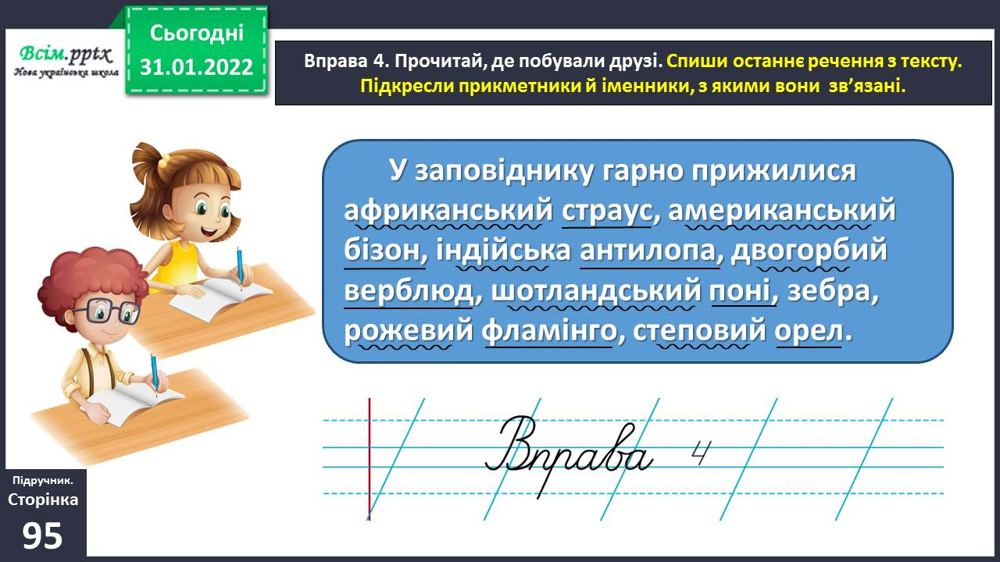 Всім.pptx
Нова українська школа
Сьогодні
31.01.2022
Вправа 4. Прочитай, де побували друзі. Спиши останнє речення з тексту.
Підкресли прикметники й іменники, з якими вони зв’язані.
У заповіднику гарно прижилися
африканський страус, американський
бізон, індійська антилопа, двогорбий
верблюд, шотландський поні, зебра,
рожевий фламінго, степовий орел.
Вправа 4
Підручник.
Сторінка
95